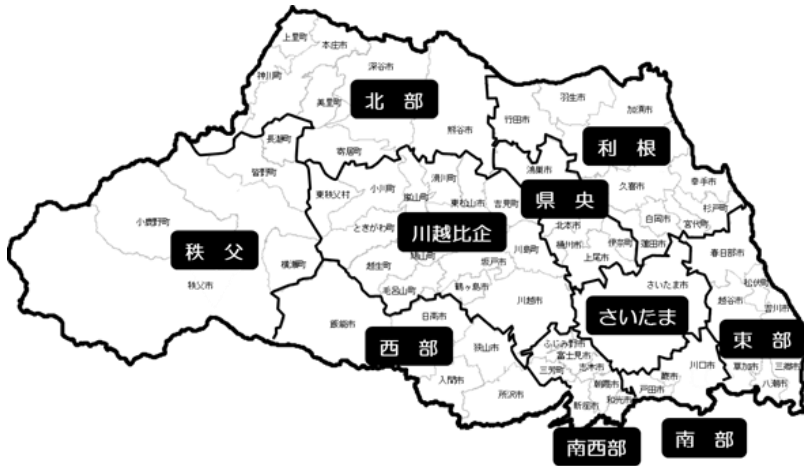 上里町
本庄市
神川町
深谷市
美里町
北 部
熊谷市
寄居町
長瀞町
皆野町
小鹿野町
秩 父
横瀬町
秩父市
行田市
羽生市
加須市
利 根
久喜市
幸手市
杉戸町
宮代町
白岡市
蓮田市
鴻巣市
県 央
北本市
桶川市
伊奈町
上尾市
東秩父村
小川町
嵐山町
滑川町
東松山市
吉見町
ときがわ町
川越比企
鳩山町
川島町
越生町
坂戸市
毛呂山町
鶴ヶ島市
川越市
さいたま市
さいたま
春日部市
松伏町
越谷市
吉川市
東 部
草加市
三郷市
八潮市
飯能市
日高市
西 部
狭山市
入間市
所沢市
ふじみ野市
富士見市
三芳町
志木市
朝霞市
新座市
和光市
南西部
川口市
蕨市
戸田市
南 部